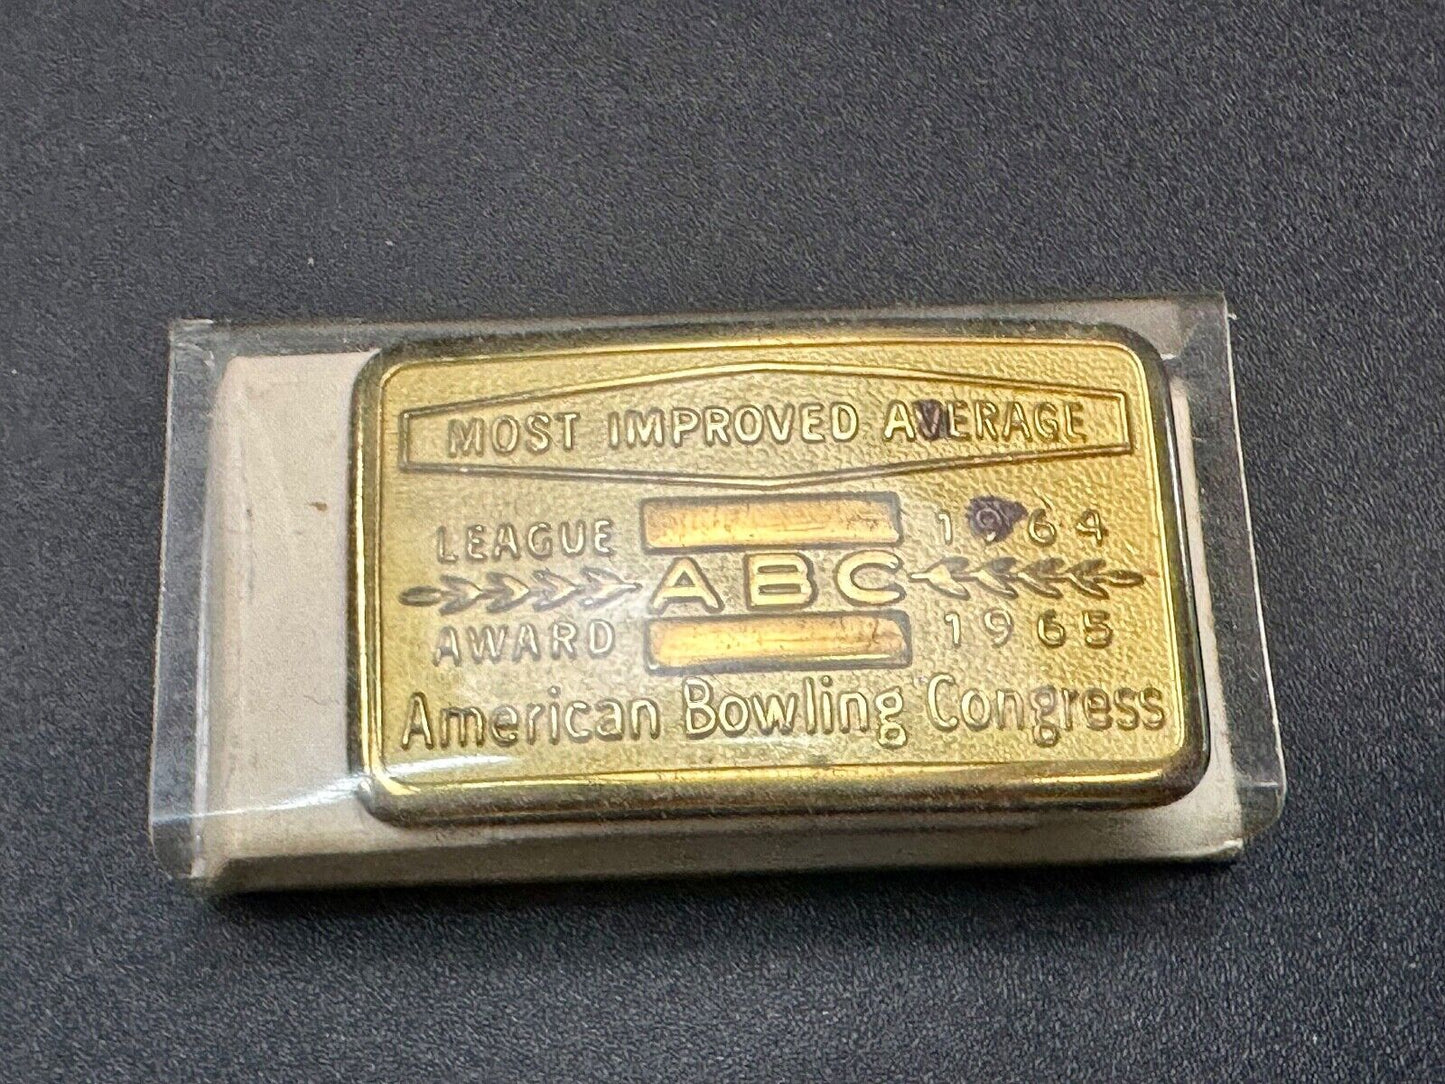 MOST IMPROVED AVERAGE
LEAGUE 1964
ABC
AWARD 1965
American Bowling Congress